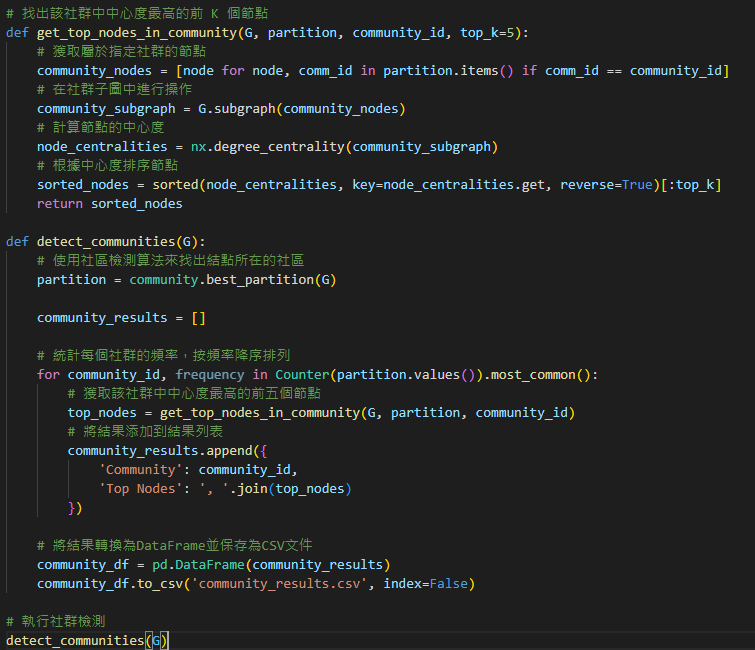 # 找出該社群中中心度最高的前 K 個節點
def get_top_nodes_in_community(G, partition, community_id, top_k=5):
    # 獲取屬於指定社群的節點
    community_nodes = [node for node, comm_id in partition.items() if comm_id == community_id]
    # 在社群子圖中進行操作
    community_subgraph = G.subgraph(community_nodes)
    # 計算節點的中心度
    node_centralities = nx.degree_centrality(community_subgraph)
    # 根據中心度排序節點
    sorted_nodes = sorted(node_centralities, key=node_centralities.get, reverse=True)[:top_k]
    return sorted_nodes

def detect_communities(G):
    # 使用社區檢測算法來找出結點所在的社區
    partition = community.best_partition(G)

    community_results = []

    # 統計每個社群的頻率，按頻率降序排列
    for community_id, frequency in Counter(partition.values()).most_common():
        # 獲取該社群中中心度最高的前五個節點
        top_nodes = get_top_nodes_in_community(G, partition, community_id)
        # 將結果添加到結果列表
        community_results.append({
            'Community': community_id,
            'Top Nodes': ', '.join(top_nodes)
        })

    # 將結果轉換為DataFrame並保存為CSV文件
    community_df = pd.DataFrame(community_results)
    community_df.to_csv('community_results.csv', index=False)

# 執行社群檢測
detect_communities(G)